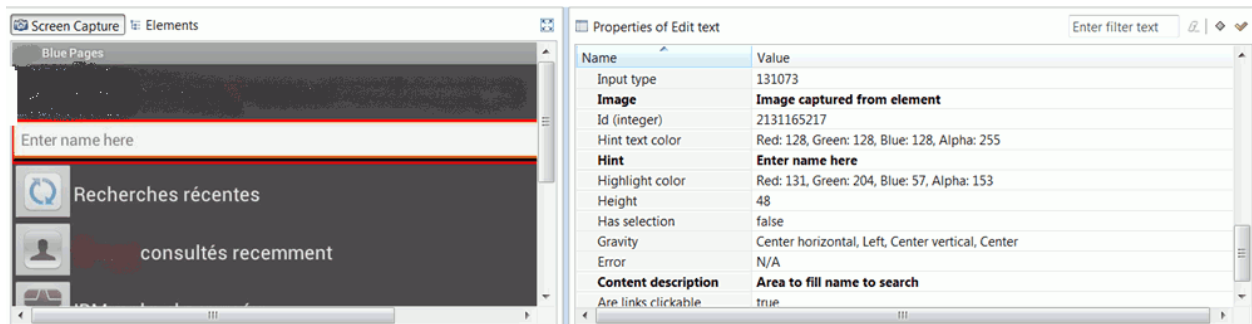 Screen Capture Elements
Blue Pages
Enter name here
Recherches récentes
consultés recemment
Properties of Edit text
Enter filter text
Name Value
Input type 131073
Image Image captured from element
Id (integer) 2131165217
Hint text color Red: 128, Green: 128, Blue: 128, Alpha: 255
Hint Enter name here
Highlight color Red: 131, Green: 204, Blue: 57, Alpha: 153
Height 48
Has selection false
Gravity Center horizontal, Left, Center vertical, Center
Error N/A
Content description Area to fill name to search
Are links clickable true